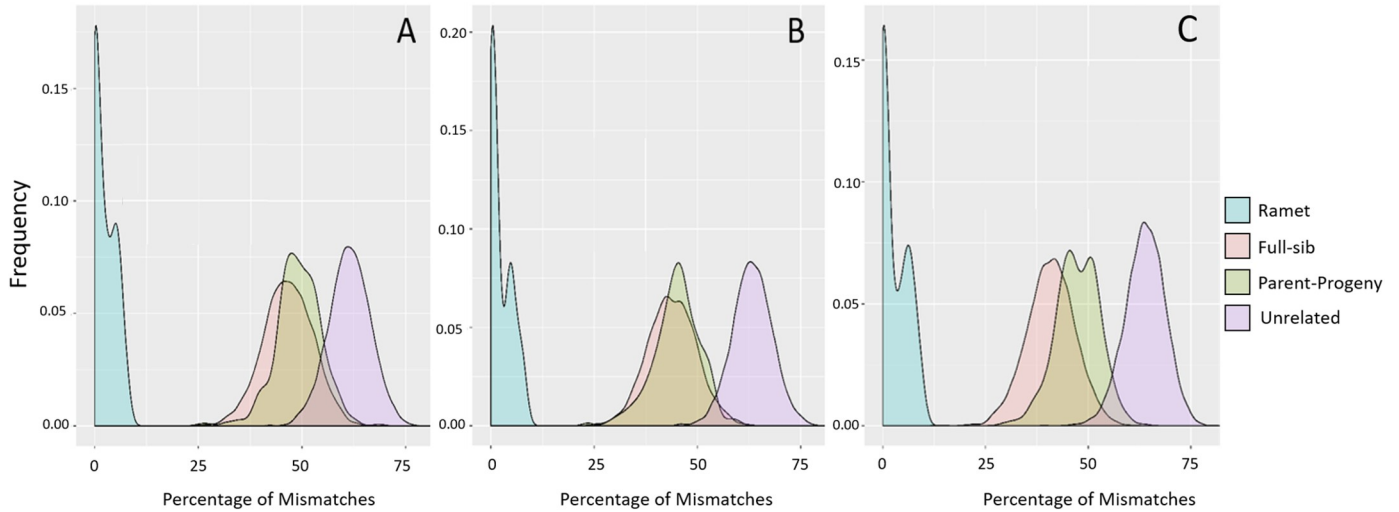 A
B
C
Frequency
0.15
0.10
0.05
0.00
0.20
0.15
0.10
0.05
0.00
0.15
0.10
0.05
0.00
0 25 50 75
0 25 50 75
0 25 50 75
Percentage of Mismatches
Percentage of Mismatches
Percentage of Mismatches
Ramet
Full-sib
Parent-Progeny
Unrelated